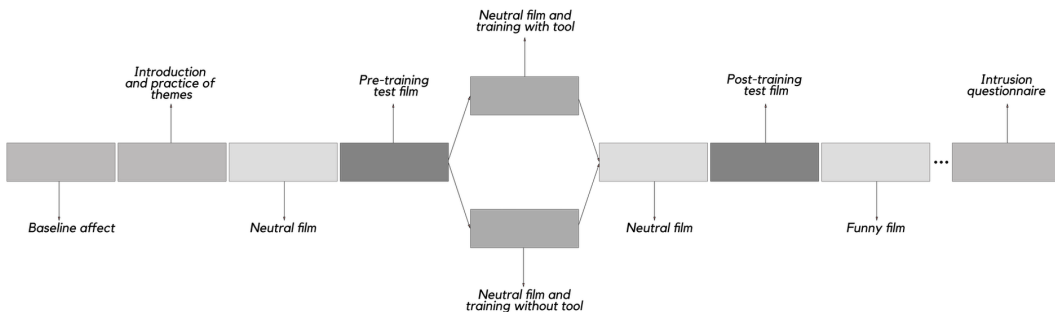 Neutral film and
training with tool
Introduction
and practice of
themes
Pre-training
test film
Post-training
test film
Intrusion
questionnaire
...
Baseline affect
Neutral film
Neutral film
Funny film
Neutral film and
training without tool